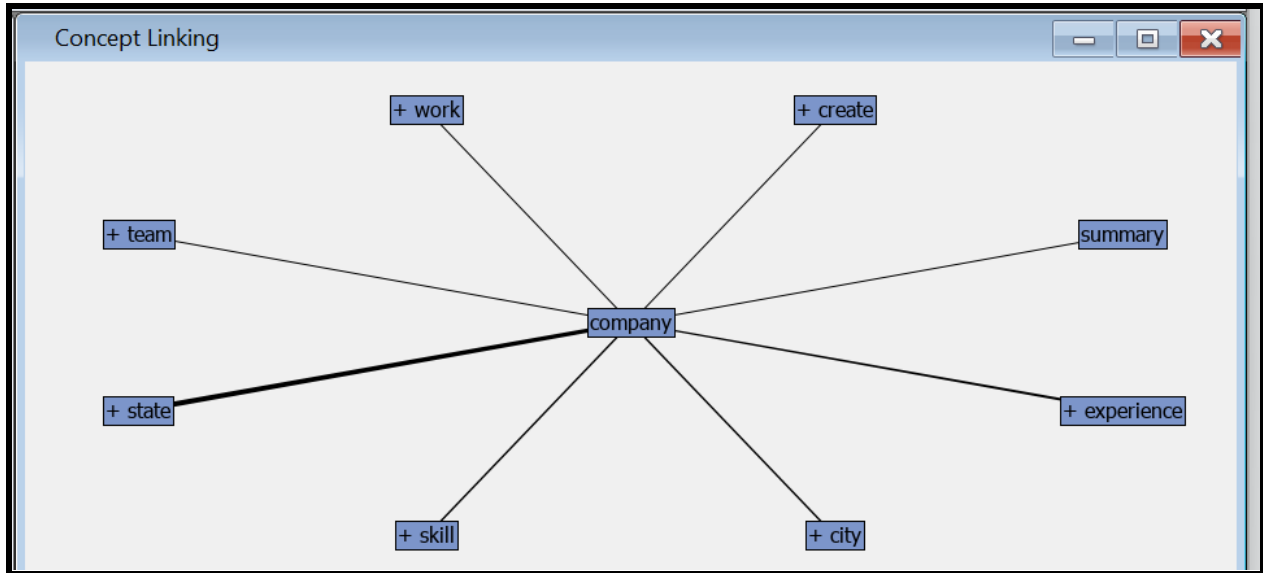 Concept Linking
+ work
+ create
+ team
summary
company
+ state
+ experience
+ skill
+ city